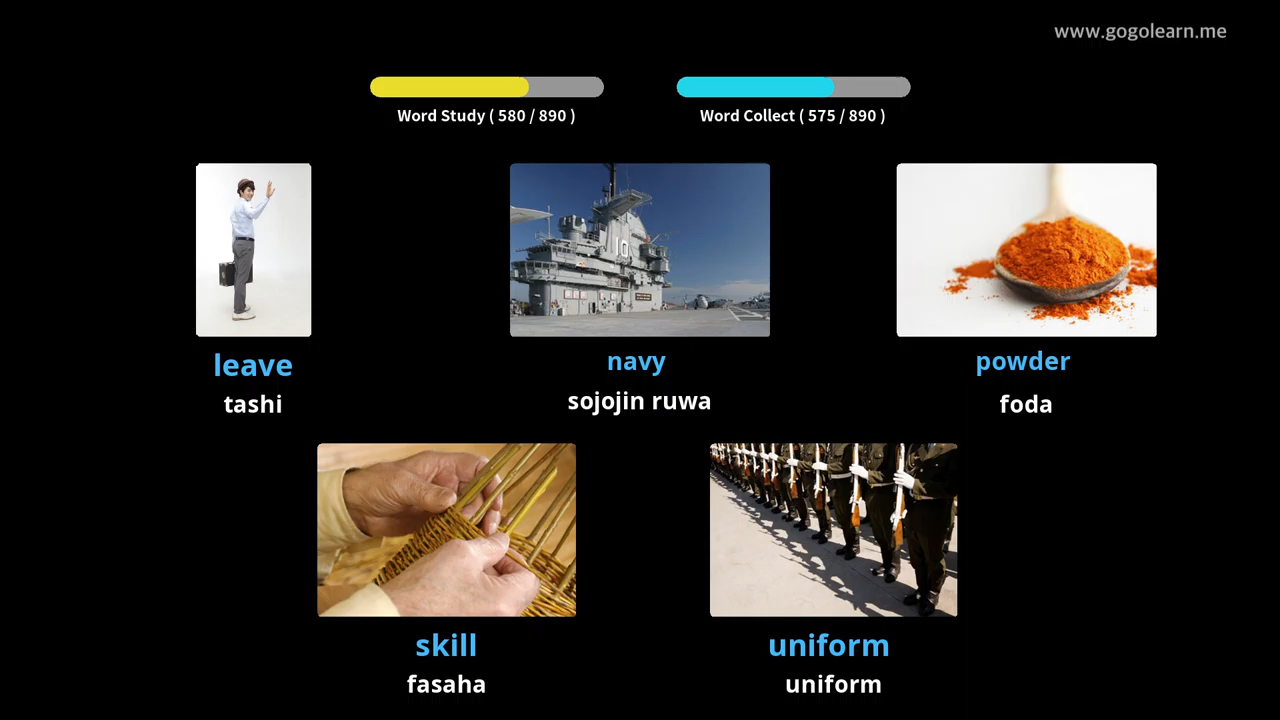 www.gogolearn.me
Word Study ( 580 / 890 )
Word Collect ( 575 / 890 )
10
leave
navy
powder
tashi
sojojin ruwa
foda
skill
uniform
fasaha
uniform